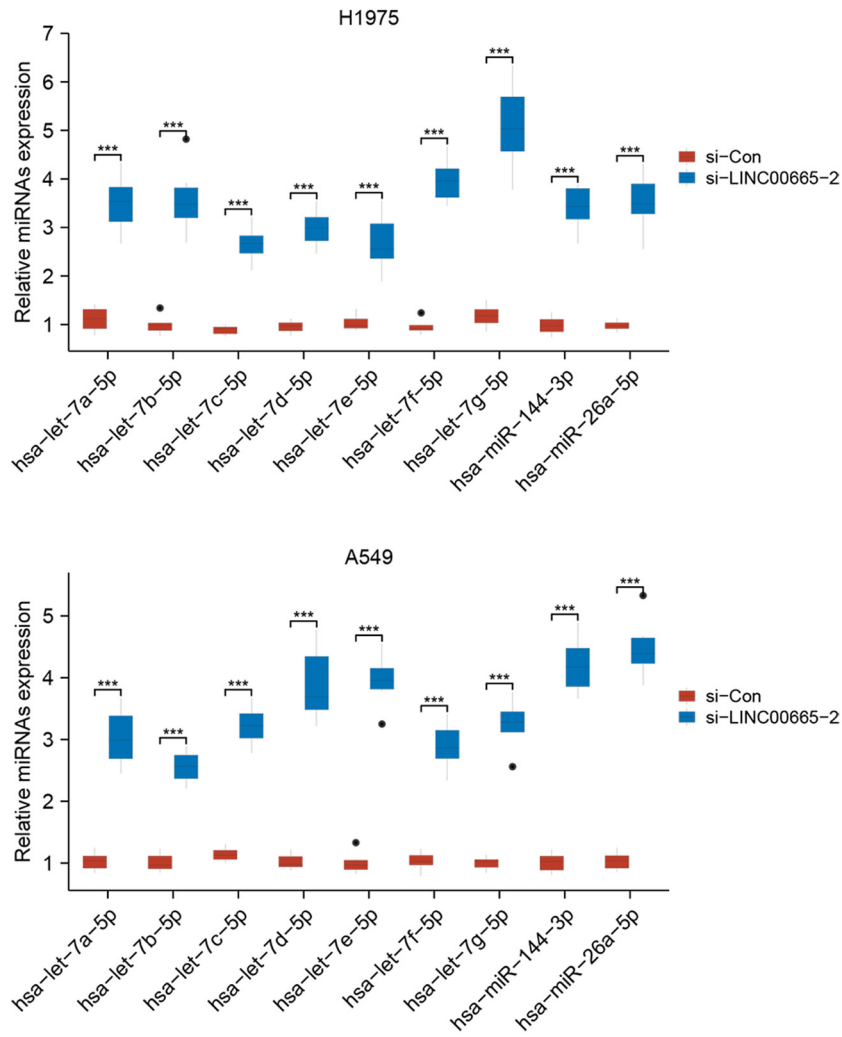 H1975
Relative miRNAs expression
7
6
5
4
3
2
1
***
***
***
***
***
***
***
***
***
si-Con
si-LINC00665-2
hsa-let-7a-5p
hsa-let-7b-5p
hsa-let-7c-5p
hsa-let-7d-5p
hsa-let-7e-5p
hsa-let-7f-5p
hsa-let-7g-5p
hsa-miR-144-3p
hsa-miR-26a-5p
A549
Relative miRNAs expression
5
4
3
2
1
***
***
***
***
***
***
***
***
***
si-Con
si-LINC00665-2
hsa-let-7a-5p
hsa-let-7b-5p
hsa-let-7c-5p
hsa-let-7d-5p
hsa-let-7e-5p
hsa-let-7f-5p
hsa-let-7g-5p
hsa-miR-144-3p
hsa-miR-26a-5p